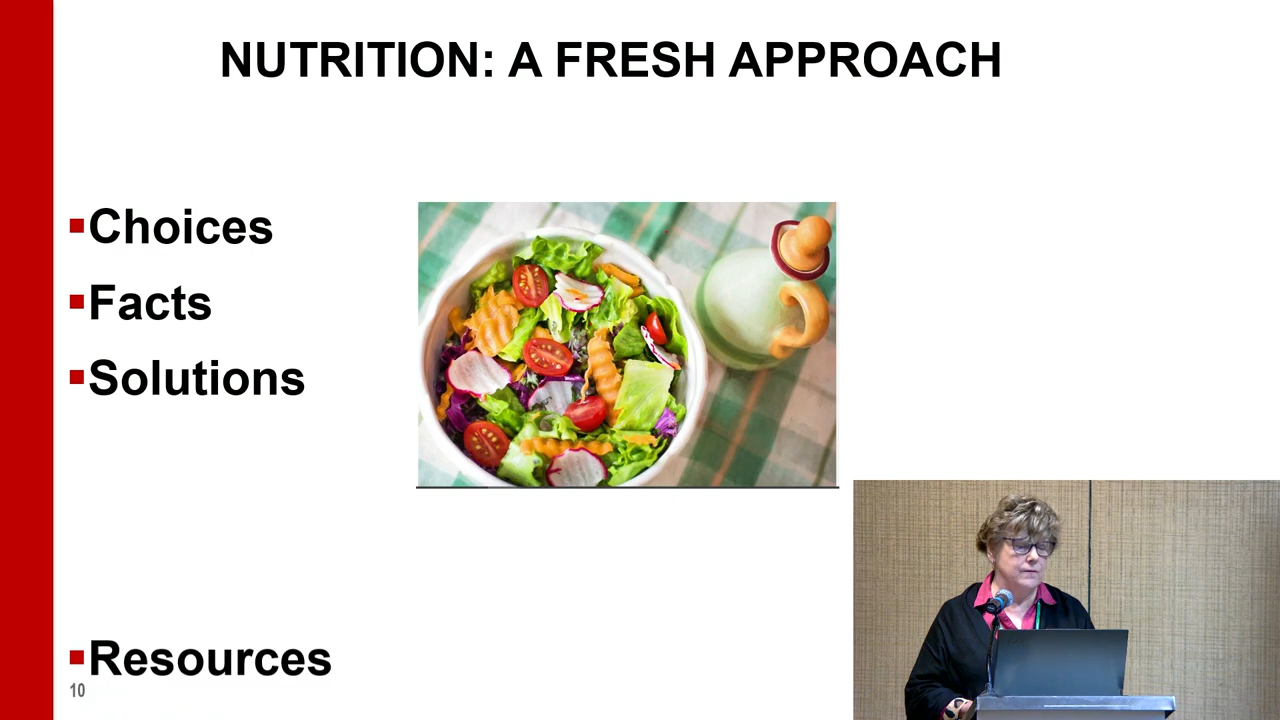 NUTRITION: A FRESH APPROACH
▪Choices
▪Facts
▪Solutions
▪Resources
10